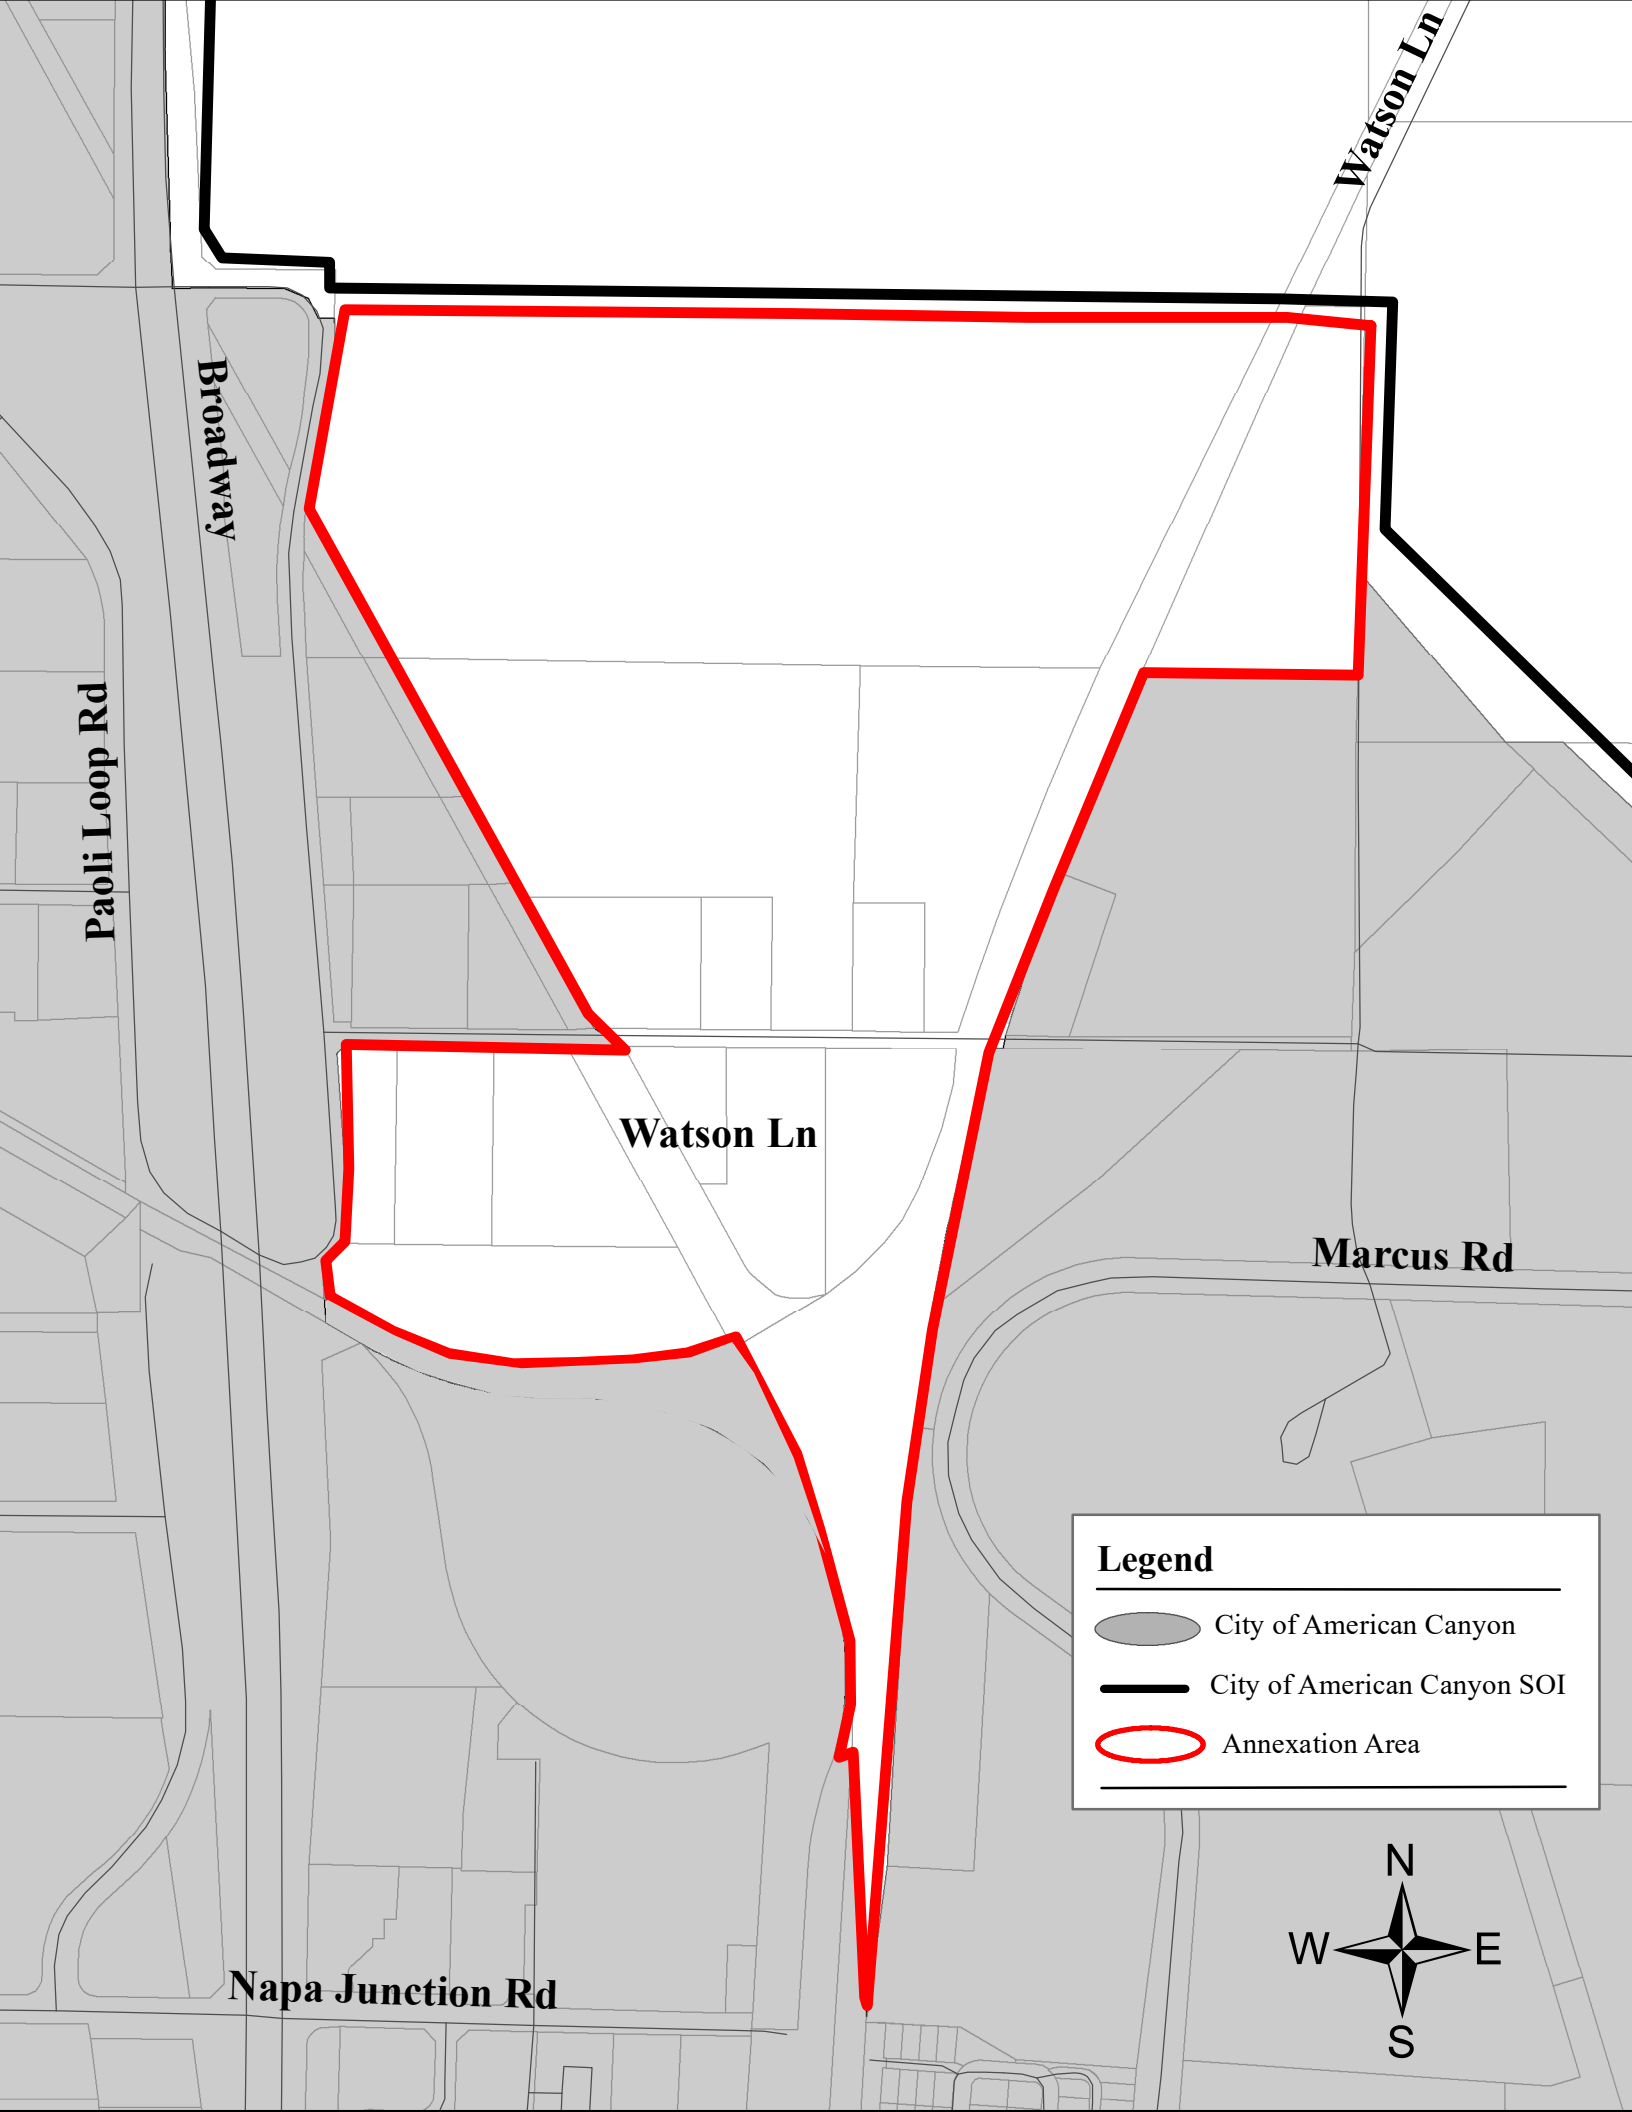 Watson Ln
Broadway
Paoli Loop Rd
Watson Ln
Marcus Rd
Legend
City of American Canyon
City of American Canyon SOI
Annexation Area
N
W E
S
Napa Junction Rd